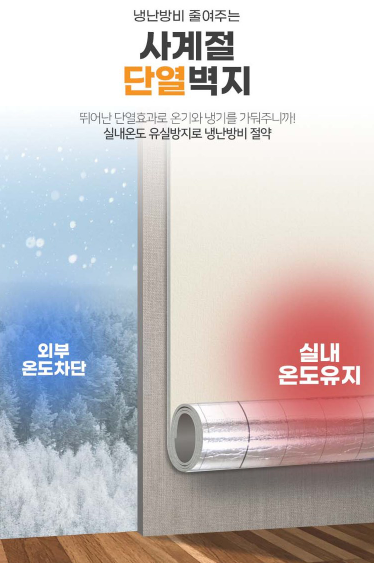 냉난방비 줄여주는
사계절
단열벽지
뛰어난 단열효과로 온기와 냉기를 가둬주니까!
실내온도 유실방지로 냉난방비 절약
외부
온도차단
실내
온도유지